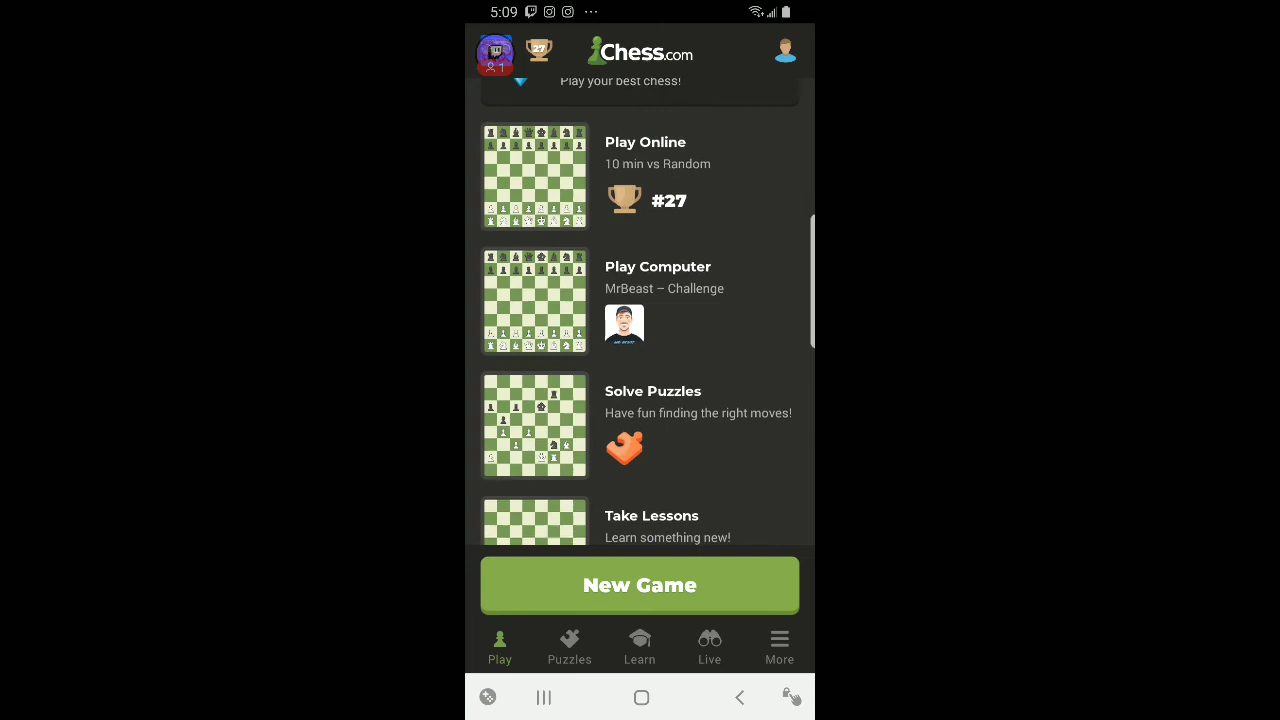 5:09
27
Chess.com
1
Play your best chess!
Play Online
10 min vs Random
#27
Play Computer
MrBeast – Challenge
Solve Puzzles
Have fun finding the right moves!
Take Lessons
Learn something new!
New Game
Play
Puzzles
Learn
Live
More